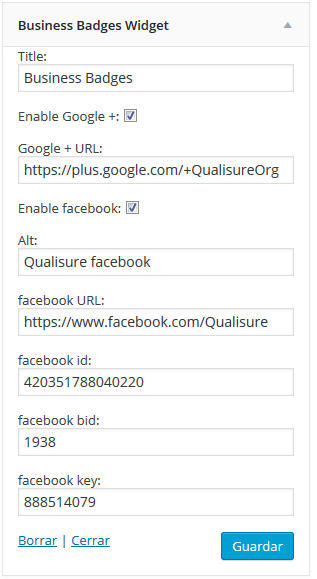 Business Badges Widget
Title:
Business Badges
Enable Google +:
Google + URL:
https://plus.google.com/+QualisureOrg
Enable facebook:
Alt:
Qualisure facebook
facebook URL:
https://www.facebook.com/Qualisure
facebook id:
420351788040220
facebook bid:
1938
facebook key:
888514079
Borrar | Cerrar
Guardar